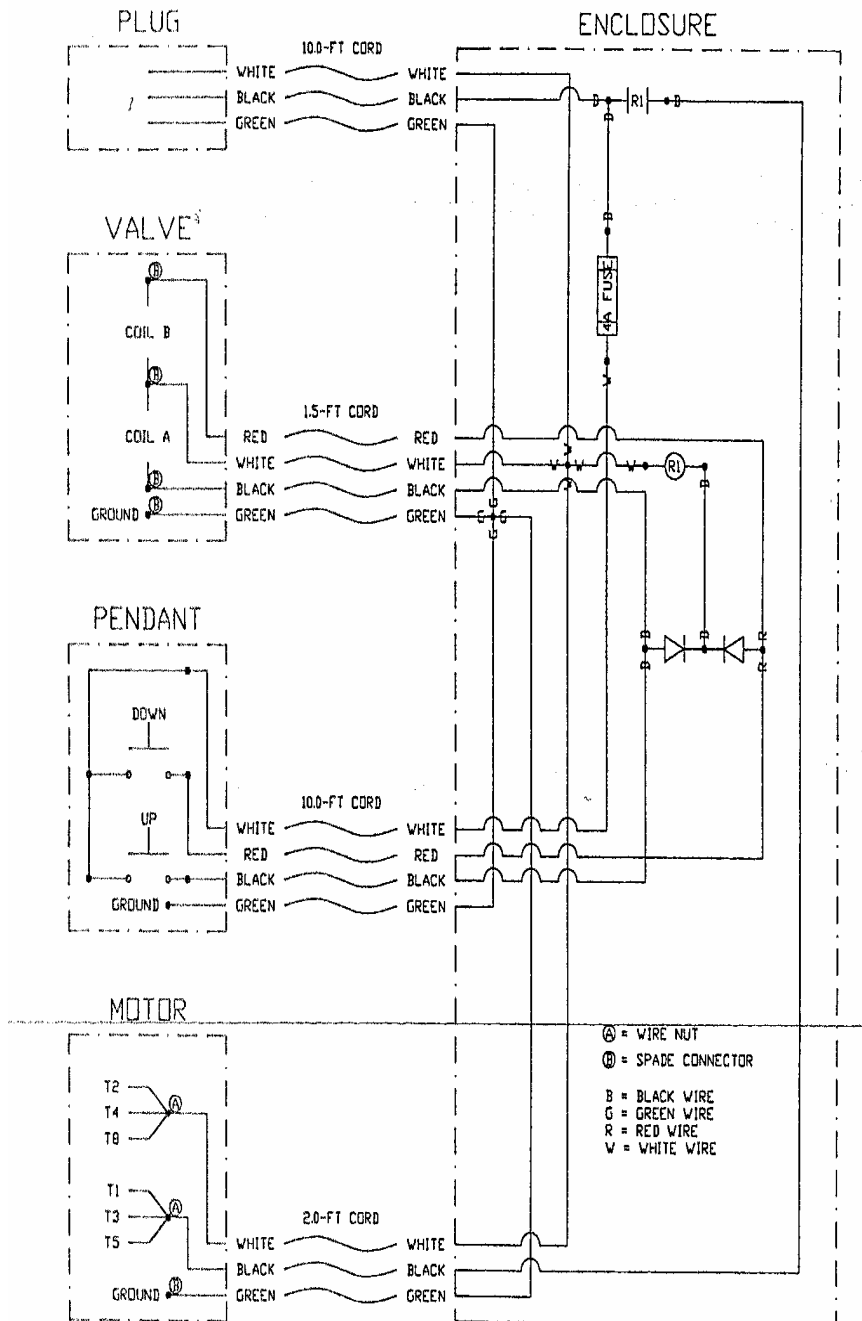 PLUG
ENCLOSURE
10.0-FT CORD
WHITE WHITE
BLACK BLACK
GREEN GREEN
B R1 B
B
B
4A FUSE
W
VALVE
B
COIL B
B
COIL A
B
GROUND B
1.5-FT CORD
RED RED
WHITE WHITE
BLACK BLACK
GREEN GREEN
W
W W W R1
W
B
G
G G
G
B B R
B R
PENDANT
DOWN
UP
GROUND
10.0-FT CORD
WHITE WHITE
RED RED
BLACK BLACK
GREEN GREEN
MOTOR
T2
T4 A
T8
T1
T3 A
T5
GROUND B
2.0-FT CORD
WHITE WHITE
BLACK BLACK
GREEN GREEN
A = WIRE NUT
B = SPADE CONNECTOR
B = BLACK WIRE
G = GREEN WIRE
R = RED WIRE
W = WHITE WIRE